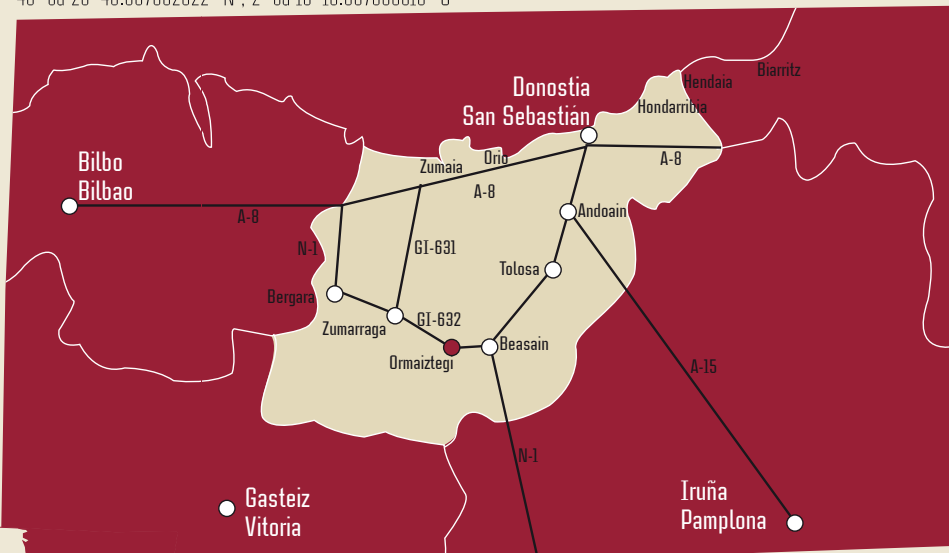 Biarritz
Hendaia
Hondarribia
Donostia
San Sebastián
Bilbo
Bilbao
Zumaia
Orio
A-8
A-8
A-8
Andoain
N-1
GI-631
Tolosa
Bergara
Zumarraga
GI-632
Ormaiztegi
Beasain
A-15
N-1
Gasteiz
Vitoria
Iruña
Pamplona